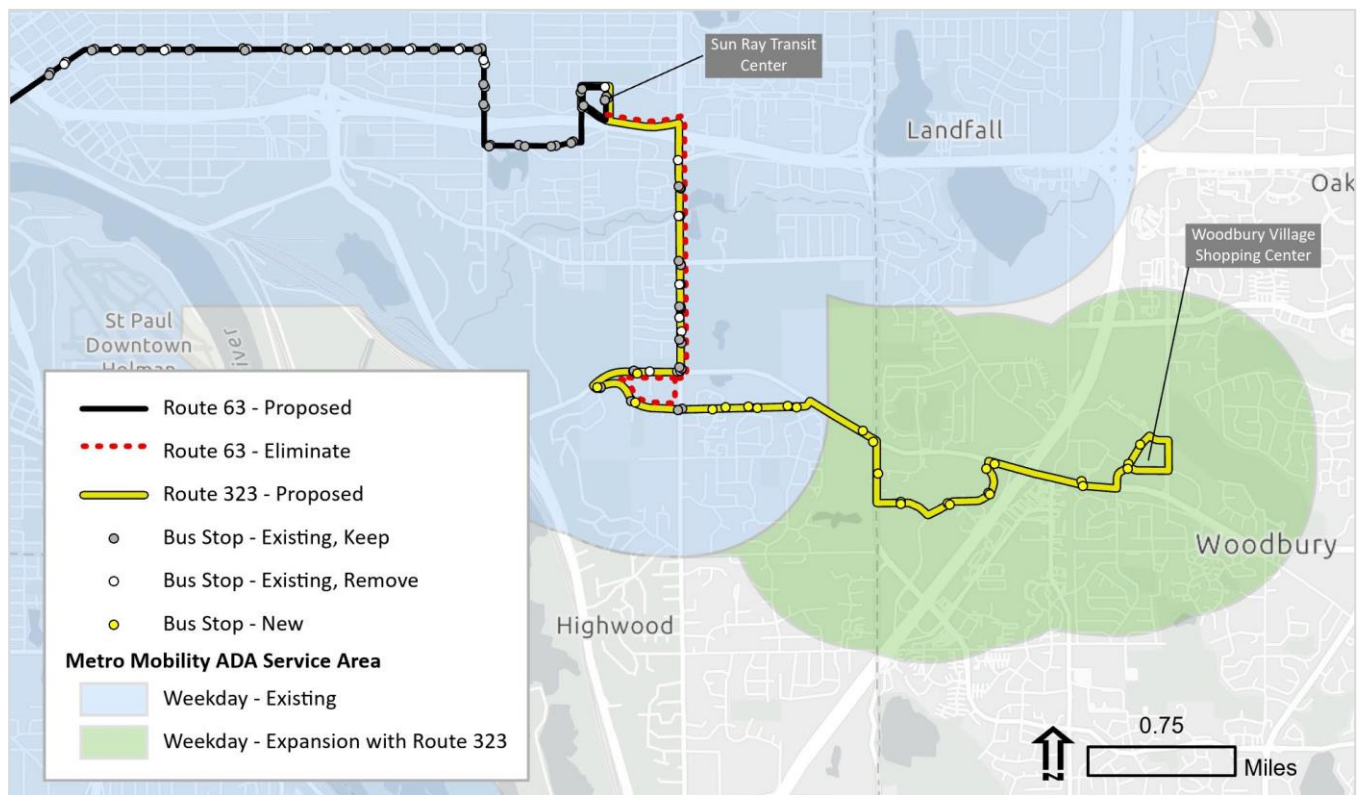 Sun Ray Transit
Center
Landfall
Oak
Woodbury Village
Shopping Center
St Paul
Downtown
Holman
River
Route 63 - Proposed
Route 63 - Eliminate
Route 323 - Proposed
Bus Stop - Existing, Keep
Bus Stop - Existing, Remove
Bus Stop - New
Metro Mobility ADA Service Area
Weekday - Existing
Weekday - Expansion with Route 323
Highwood
Woodbury
N
0.75
Miles